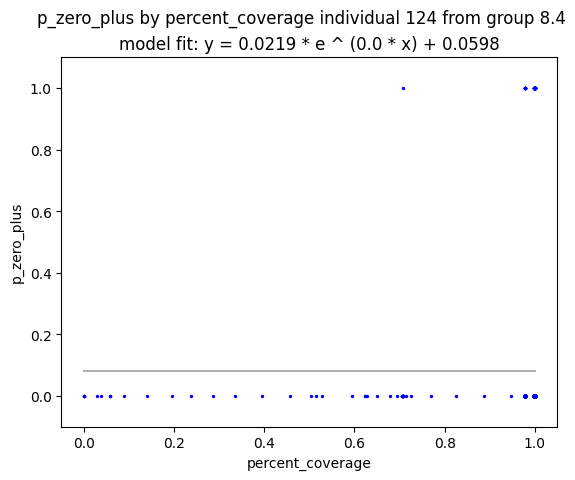 p_zero_plus by percent_coverage individual 124 from group 8.4
model fit: y = 0.0219 * e ^ (0.0 * x) + 0.0598
1.0
0.8
0.6
0.4
0.2
0.0
p_zero_plus
0.0 0.2 0.4 0.6 0.8 1.0
percent_coverage